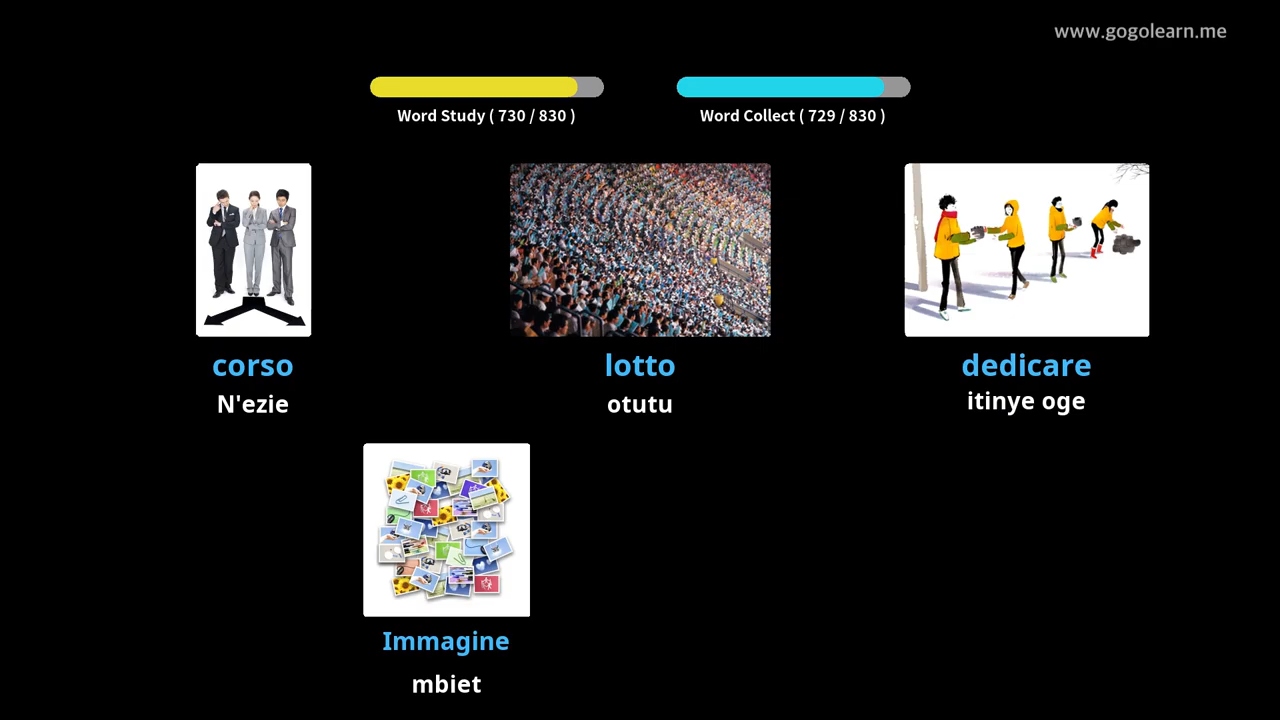 www.gogolearn.me
Word Study ( 730 / 830 )
Word Collect ( 729 / 830 )
corso
lotto
dedicare
N'ezie
otutu
itinye oge
Immagine
mbiet